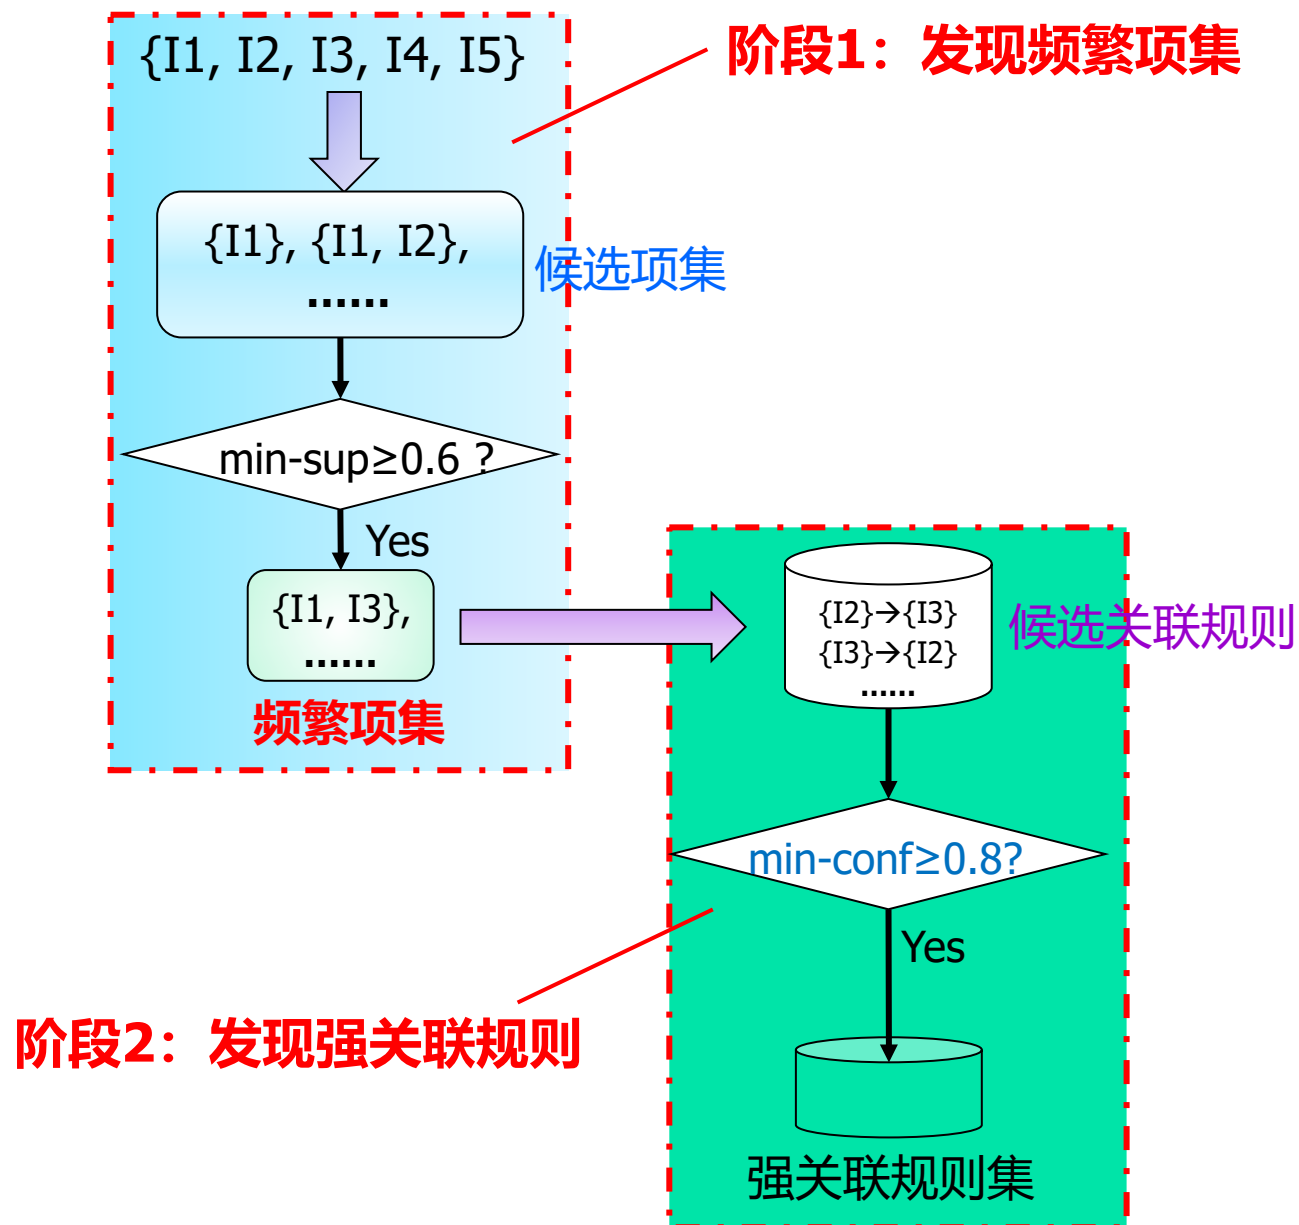 {I1, I2, I3, I4, I5}
阶段1：发现频繁项集
{I1}, {I1, I2},
......
候选项集
min-sup≥0.6 ?
Yes
{I1, I3},
......
频繁项集
{I2}→{I3}
{I3}→{I2}
......
候选关联规则
min-conf≥0.8?
Yes
阶段2：发现强关联规则
强关联规则集